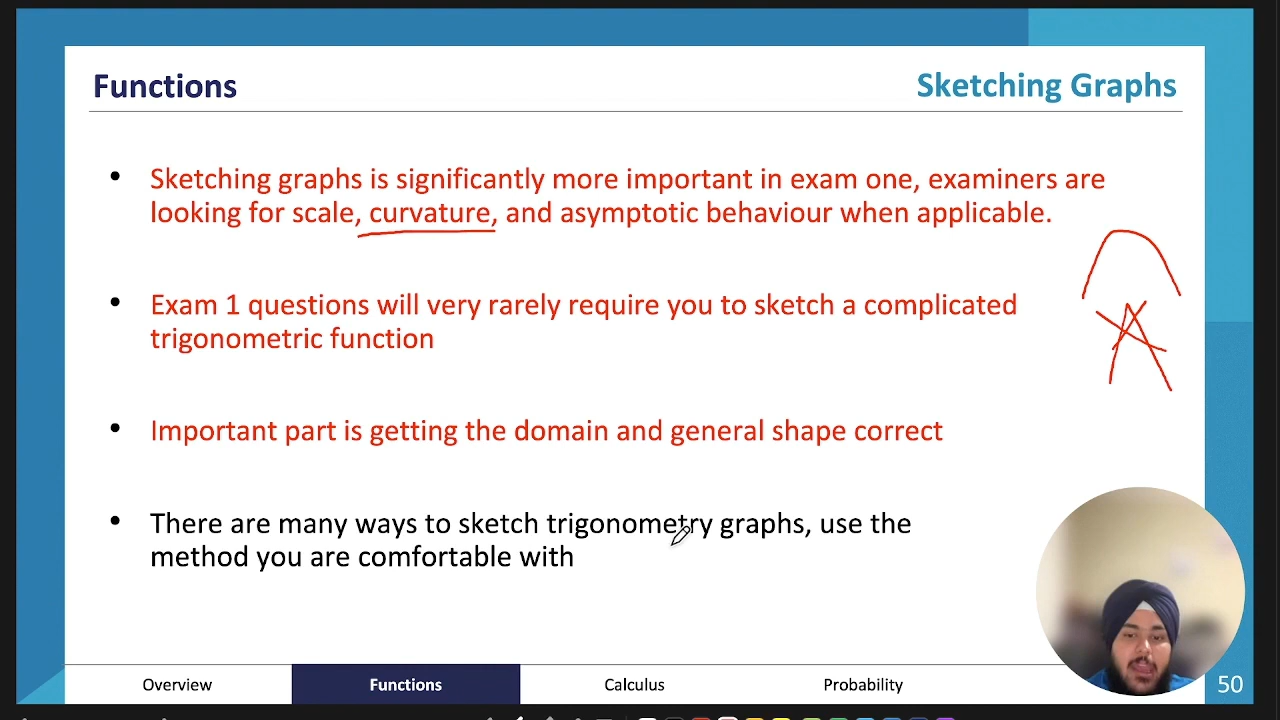 Functions
Sketching Graphs
• Sketching graphs is significantly more important in exam one, examiners are
looking for scale, curvature, and asymptotic behaviour when applicable.
• Exam 1 questions will very rarely require you to sketch a complicated
trigonometric function
• Important part is getting the domain and general shape correct
• There are many ways to sketch trigonometry graphs, use the
method you are comfortable with
Overview
Functions
Calculus
Probability
50